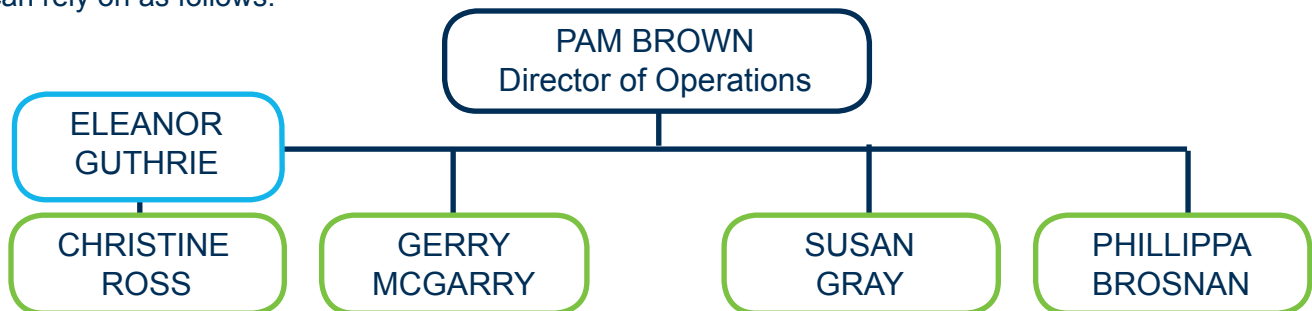 can rely on as follows:
PAM BROWN
Director of Operations
ELEANOR
GUTHRIE
CHRISTINE
ROSS
GERRY
MCGARRY
SUSAN
GRAY
PHILLIPPA
BROSNAN